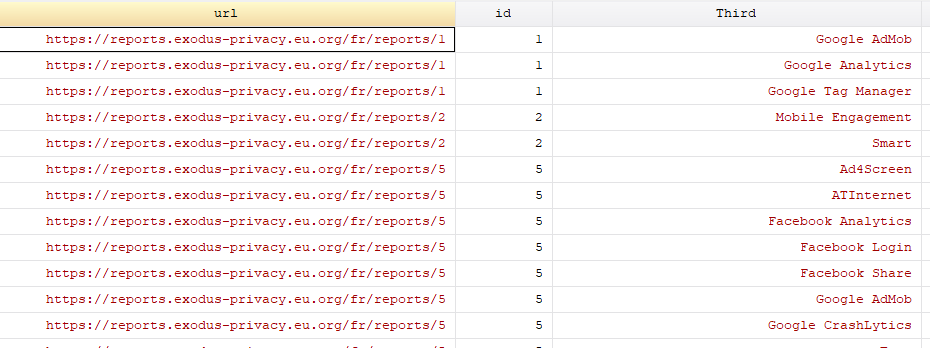 url id Third
https://reports.exodus-privacy.eu.org/fr/reports/1 1 Google AdMob
https://reports.exodus-privacy.eu.org/fr/reports/1 1 Google Analytics
https://reports.exodus-privacy.eu.org/fr/reports/1 1 Google Tag Manager
https://reports.exodus-privacy.eu.org/fr/reports/2 2 Mobile Engagement
https://reports.exodus-privacy.eu.org/fr/reports/2 2 Smart
https://reports.exodus-privacy.eu.org/fr/reports/5 5 Ad4Screen
https://reports.exodus-privacy.eu.org/fr/reports/5 5 ATInternet
https://reports.exodus-privacy.eu.org/fr/reports/5 5 Facebook Analytics
https://reports.exodus-privacy.eu.org/fr/reports/5 5 Facebook Login
https://reports.exodus-privacy.eu.org/fr/reports/5 5 Facebook Share
https://reports.exodus-privacy.eu.org/fr/reports/5 5 Google AdMob
https://reports.exodus-privacy.eu.org/fr/reports/5 5 Google CrashLytics